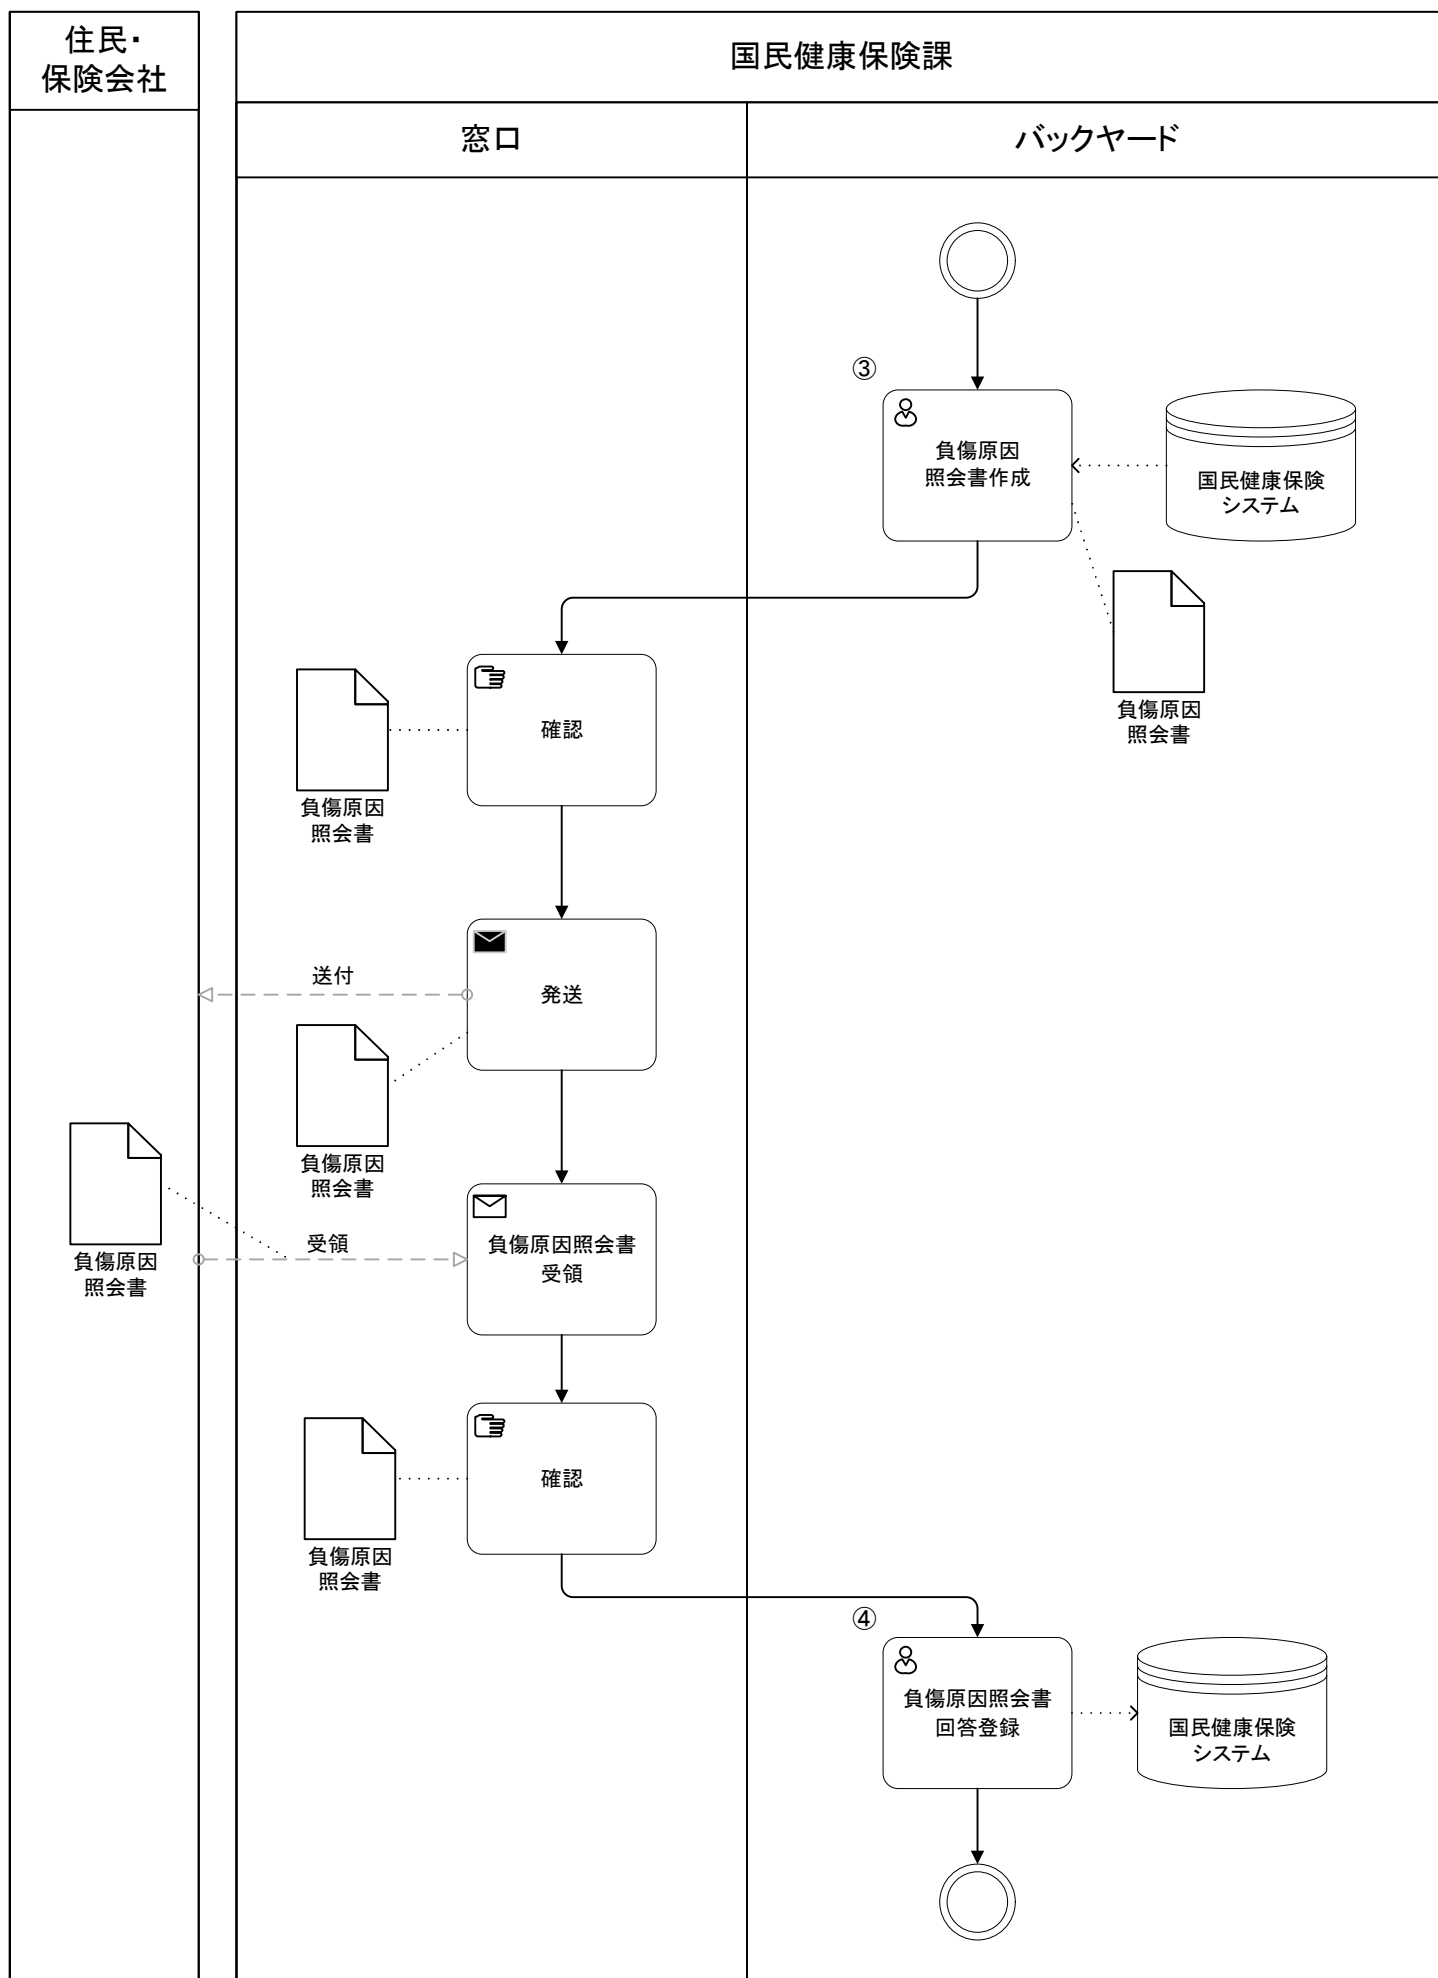 住民・
保険会社
国民健康保険課
窓口
バックヤード
③
負傷原因
照会書作成
国民健康保険
システム
負傷原因
照会書
確認
負傷原因
照会書
送付
発送
負傷原因
照会書
受領
負傷原因照会書
受領
負傷原因
照会書
確認
負傷原因
照会書
④
負傷原因照会書
回答登録
国民健康保険
システム